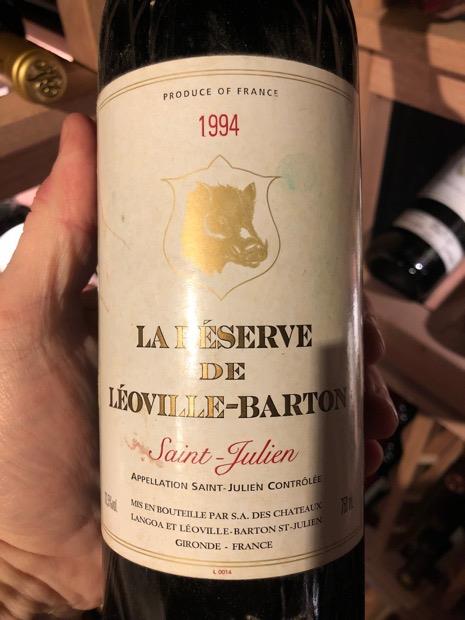 PRODUCE OF FRANCE
1994
LA RÉSERVE
DE
LÉOVILLE-BARTON
Saint-Julien
APPELLATION SAINT-JULIEN CONTRÔLÉE
MIS EN BOUTEILLE PAR S.A. DES CHATEAUX
LANGOA ET LÉOVILLE-BARTON ST-JULIEN
GIRONDE - FRANCE
L 0014